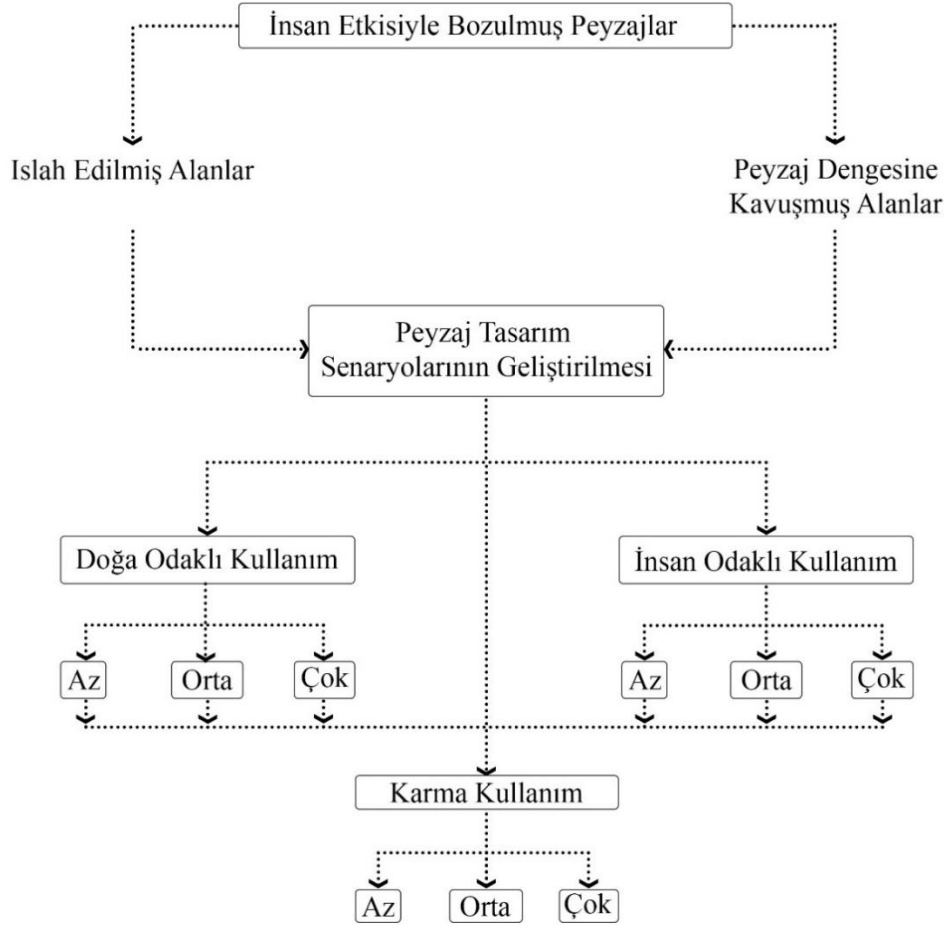 İnsan Etkisiyle Bozulmuş Peyzajlar
Islah Edilmiş Alanlar
Peyzaj Dengesine
Kavuşmuş Alanlar
Peyzaj Tasarım
Senaryolarının Geliştirilmesi
Doğa Odaklı Kullanım
İnsan Odaklı Kullanım
Az
Orta
Çok
Az
Orta
Çok
Karma Kullanım
Az
Orta
Çok